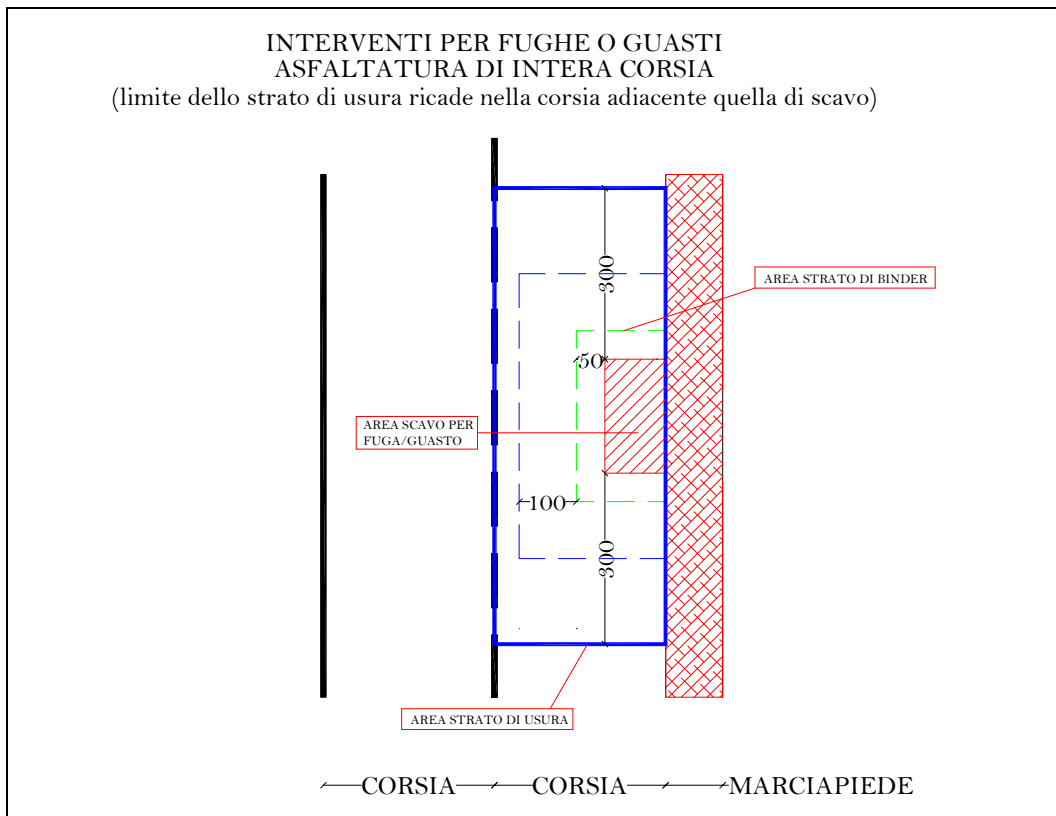 INTERVENTI PER FUGHE O GUASTI
ASFALTATURA DI INTERA CORSIA
(limite dello strato di usura ricade nella corsia adiacente quella di scavo)
300
AREA STRATO DI BINDER
50
AREA SCAVO PER
FUGA/GUASTO
100
300
AREA STRATO DI USURA
CORSIA
CORSIA
MARCIAPIEDE